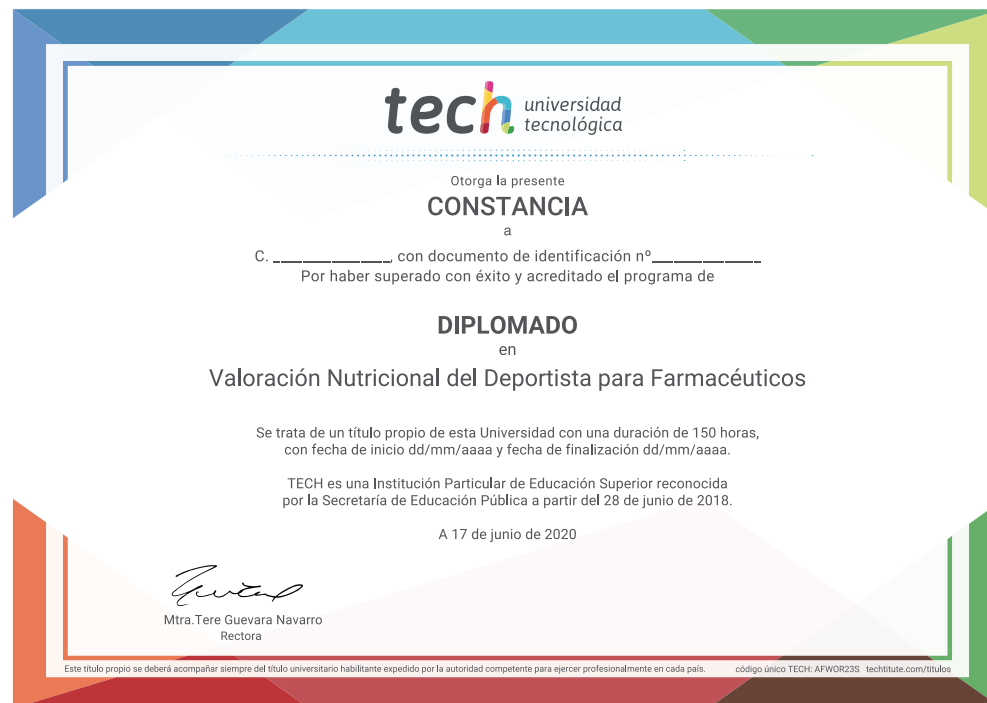 tech universidad
tecnológica
Otorga la presente
CONSTANCIA
a
C. ________________, con documento de identificación nº_______________
Por haber superado con éxito y acreditado el programa de
DIPLOMADO
en
Valoración Nutricional del Deportista para Farmacéuticos
Se trata de un título propio de esta Universidad con una duración de 150 horas,
con fecha de inicio dd/mm/aaaa y fecha de finalización dd/mm/aaaa.
TECH es una Institución Particular de Educación Superior reconocida
por la Secretaría de Educación Pública a partir del 28 de junio de 2018.
A 17 de junio de 2020
Mtra.Tere Guevara Navarro
Rectora
Este título propio se deberá acompañar siempre del título universitario habilitante expedido por la autoridad competente para ejercer profesionalmente en cada país. código único TECH: AFWOR23S techtitute.com/titulos